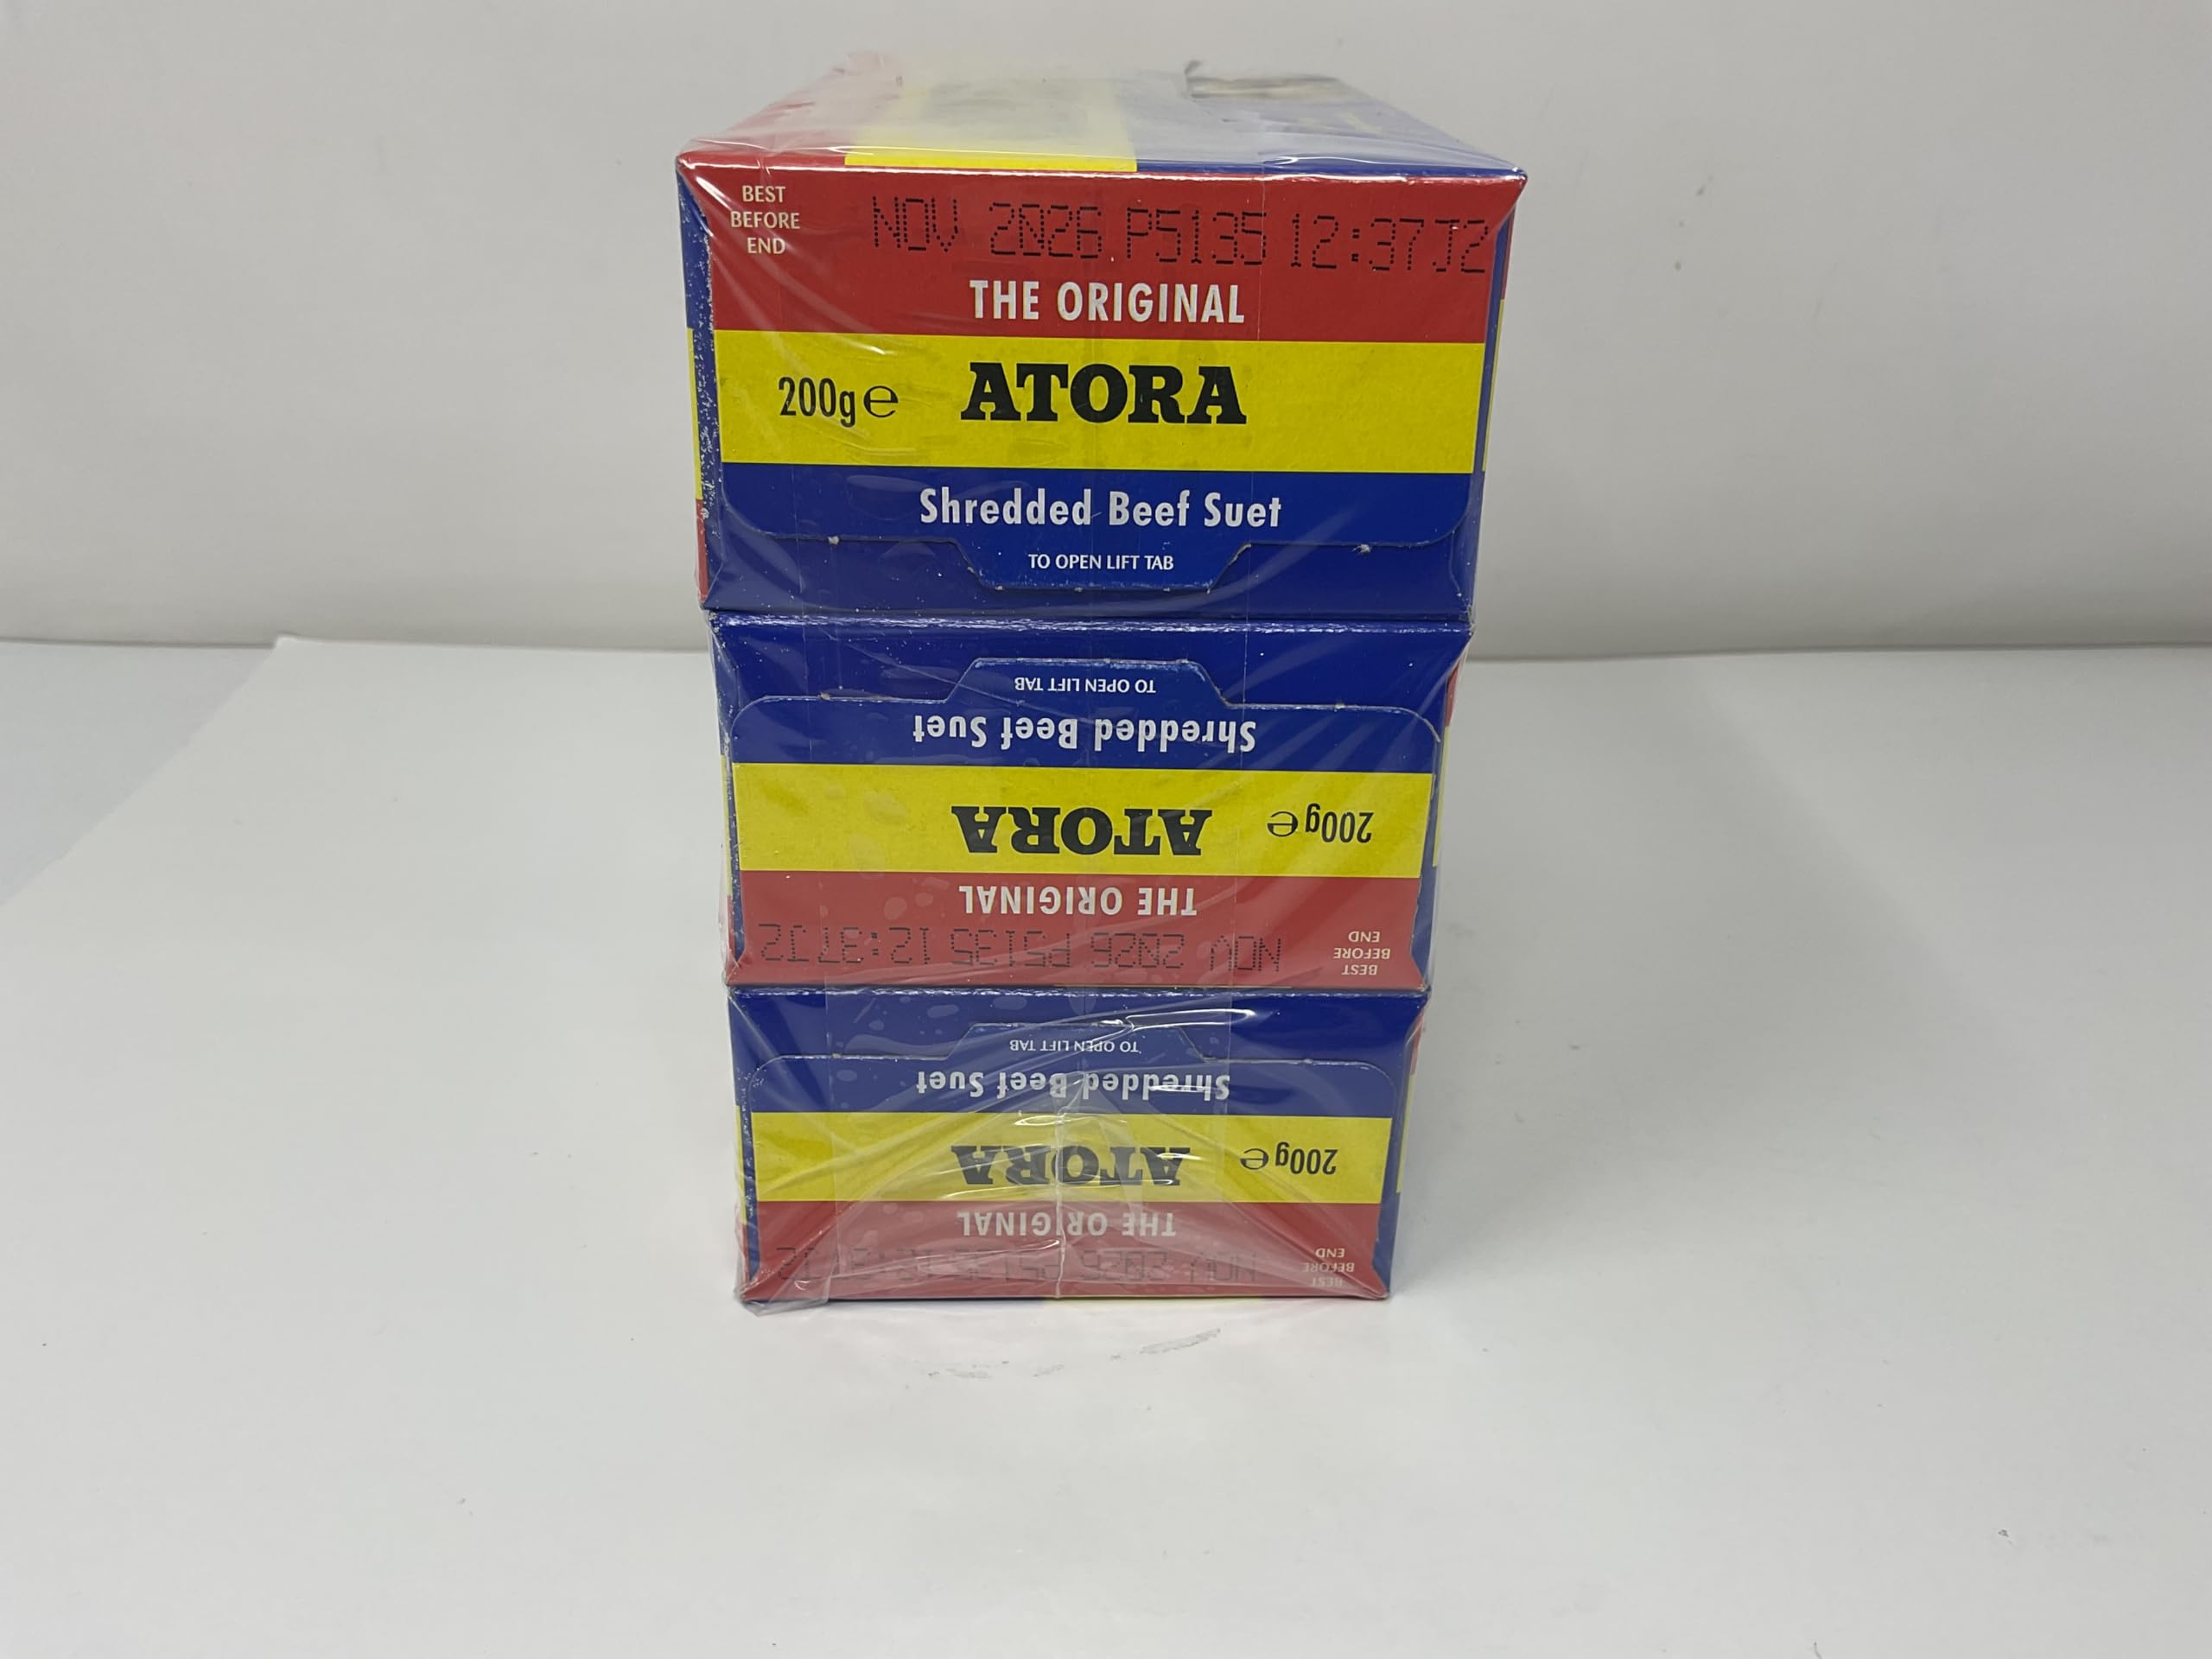 BEST
BEFORE
END
NOV 2026 P5135 12:37J2
THE ORIGINAL
200g℮ ATORA
Shredded Beef Suet
TO OPEN LIFT TAB
BEST
BEFORE
END
NOV 2026 P5135 12:37J2
THE ORIGINAL
200g℮ ATORA
Shredded Beef Suet
TO OPEN LIFT TAB
BEST
BEFORE
END
NOV 2026
THE ORIGINAL
200g℮ ATORA
Shredded Beef Suet
TO OPEN LIFT TAB